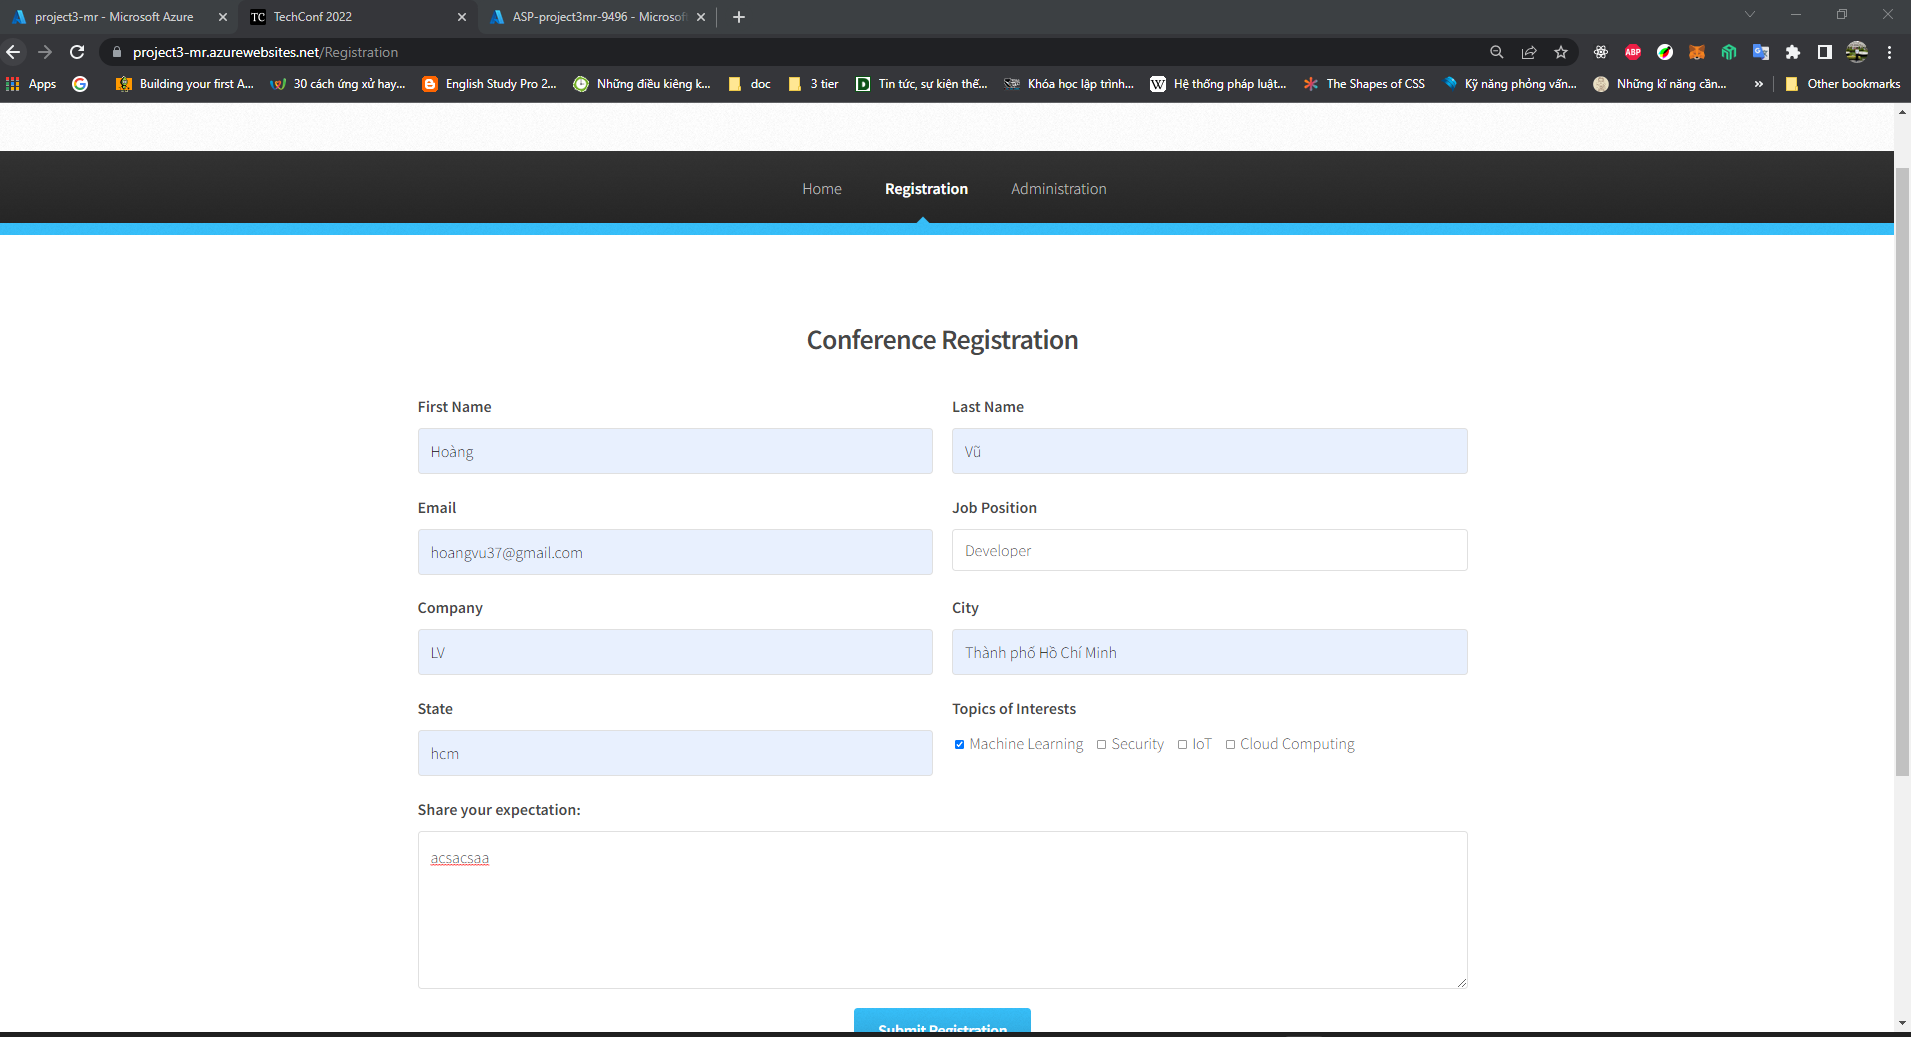 project3-mr - Microsoft Azure
TC TechConf 2022
ASP-project3mr-9496 - Microsof
project3-mr.azurewebsites.net/Registration
ABP
Apps
Building your first A...
30 cách ứng xử hay...
English Study Pro 2...
Những điều kiêng k...
doc
3 tier
Tin tức, sự kiện thế...
Khóa học lập trình...
W Hệ thống pháp luật...
The Shapes of CSS
Kỹ năng phỏng vấn...
Những kĩ năng cần...
»
Other bookmarks
Home Registration Administration
Conference Registration
First Name Last Name
Hoàng Vũ
Email Job Position
hoangvu37@gmail.com Developer
Company City
LV Thành phố Hồ Chí Minh
State Topics of Interests
Machine Learning Security IoT Cloud Computing
hcm
Share your expectation:
acsacsaa
Submit Registration